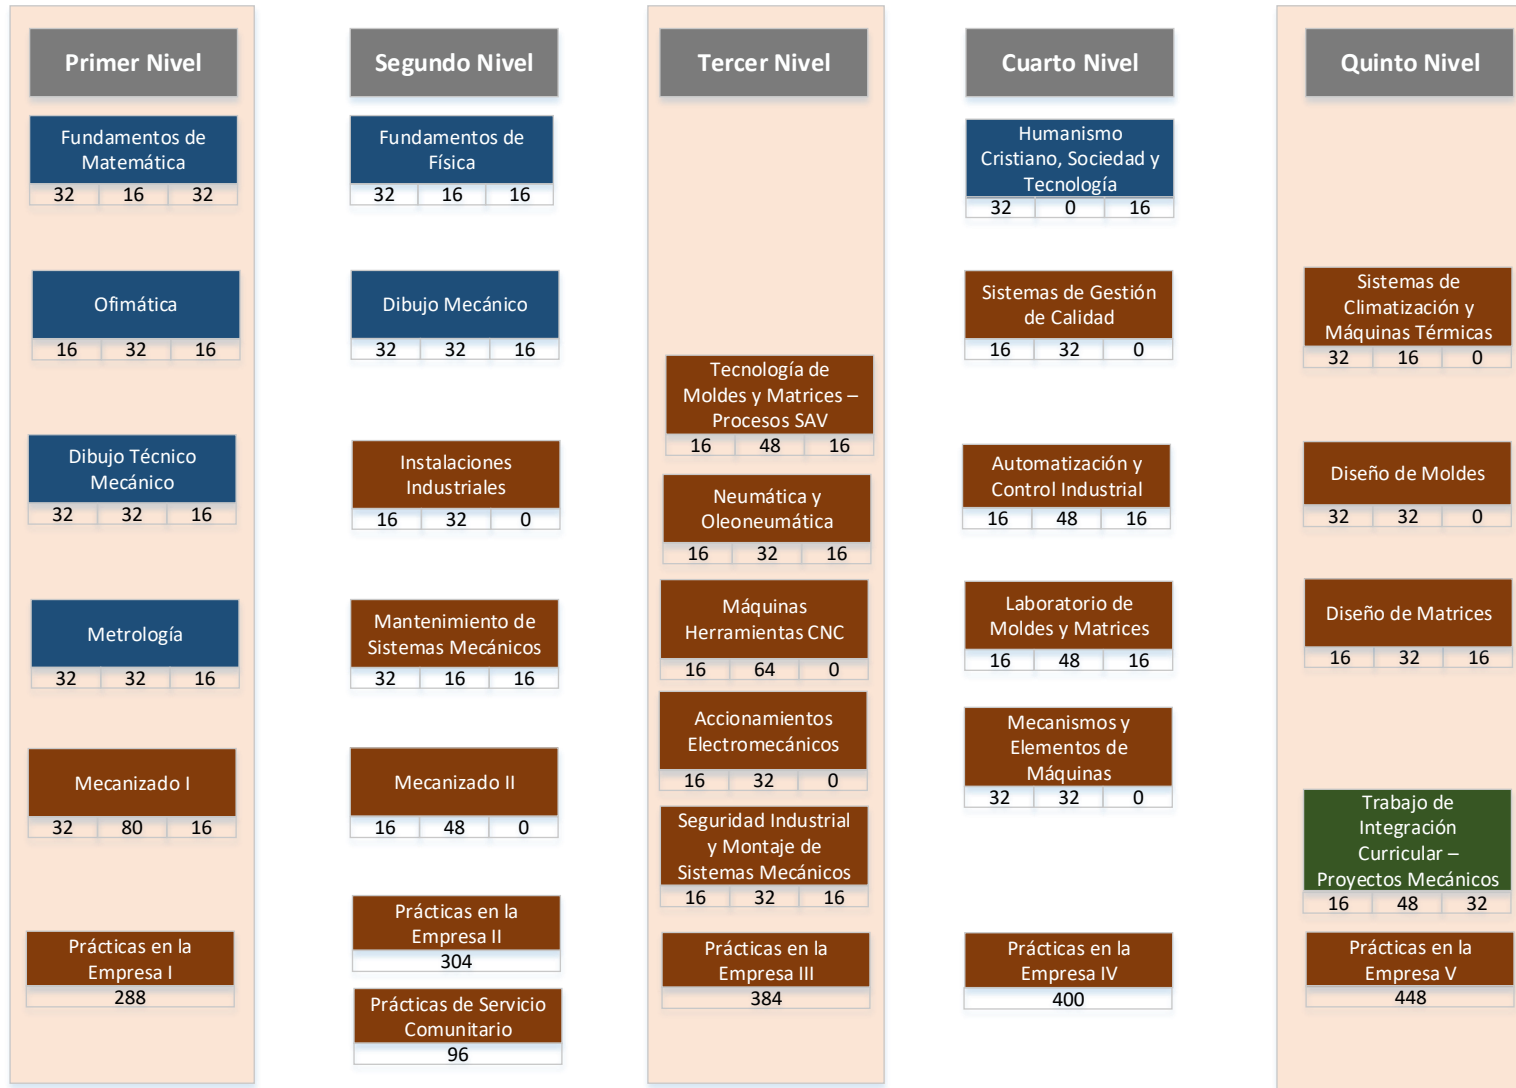 Primer Nivel
Fundamentos de
Matemática
32 16 32
Ofimática
16 32 16
Dibujo Técnico
Mecánico
32 32 16
Metrología
32 32 16
Mecanizado I
32 80 16
Prácticas en la
Empresa I
288
Segundo Nivel
Fundamentos de
Física
32 16 16
Dibujo Mecánico
32 32 16
Instalaciones
Industriales
16 32 0
Mantenimiento de
Sistemas Mecánicos
32 16 16
Mecanizado II
16 48 0
Prácticas en la
Empresa II
304
Prácticas de Servicio
Comunitario
96
Tercer Nivel
Tecnología de
Moldes y Matrices –
Procesos SAV
16 48 16
Neumática y
Oleoneumática
16 32 16
Máquinas
Herramientas CNC
16 64 0
Accionamientos
Electromecánicos
16 32 0
Seguridad Industrial
y Montaje de
Sistemas Mecánicos
16 32 16
Prácticas en la
Empresa III
384
Cuarto Nivel
Humanismo
Cristiano, Sociedad y
Tecnología
32 0 16
Sistemas de Gestión
de Calidad
16 32 0
Automatización y
Control Industrial
16 48 16
Laboratorio de
Moldes y Matrices
16 48 16
Mecanismos y
Elementos de
Máquinas
32 32 0
Prácticas en la
Empresa IV
400
Quinto Nivel
Sistemas de
Climatización y
Máquinas Térmicas
32 16 0
Diseño de Moldes
32 32 0
Diseño de Matrices
16 32 16
Trabajo de
Integración
Curricular –
Proyectos Mecánicos
16 48 32
Prácticas en la
Empresa V
448